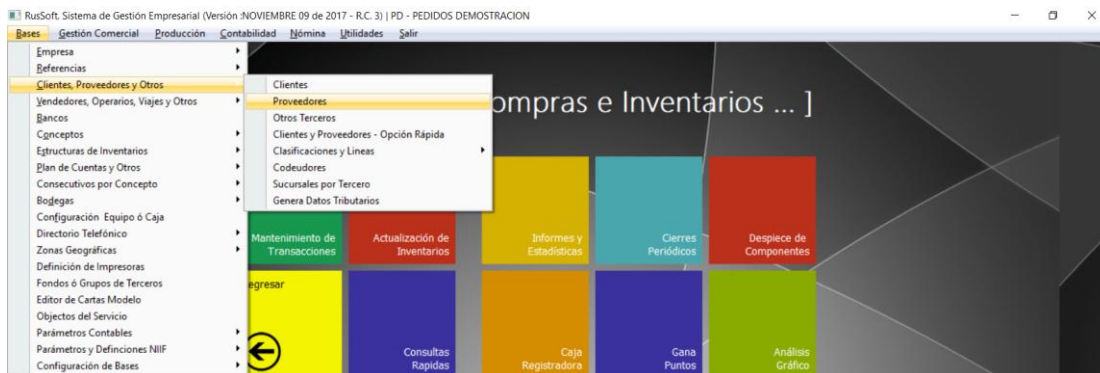 RusSoft. Sistema de Gestión Empresarial (Versión :NOVIEMBRE 09 de 2017 - R.C. 3) | PD - PEDIDOS DEMOSTRACION
Bases Gestión Comercial Producción Contabilidad Nómina Utilidades Salir
Empresa
Referencias
Clientes, Proveedores y Otros
Vendedores, Operarios, Viajes y Otros
Bancos
Conceptos
Estructuras de Inventarios
Plan de Cuentas y Otros
Consecutivos por Concepto
Bodegas
Configuración Equipo ó Caja
Directorio Telefónico
Zonas Geográficas
Definición de Impresoras
Fondos ó Grupos de Terceros
Editor de Cartas Modelo
Objectos del Servicio
Parámetros Contables
Parámetros y Definciones NIIF
Configuración de Bases
Clientes
Proveedores
Otros Terceros
Clientes y Proveedores - Opción Rápida
Clasificaciones y Lineas
Codeudores
Sucursales por Tercero
Genera Datos Tributarios
ompras e Inventarios ... ]
Mantenimiento de
Transacciones
Actualización de
Inventarios
Informes y
Estadísticas
Cierres
Periódicos
Despiece de
Componentes
egresar
Consultas
Rapidas
Caja
Registradora
Gana
Puntos
Análisis
Gráfico